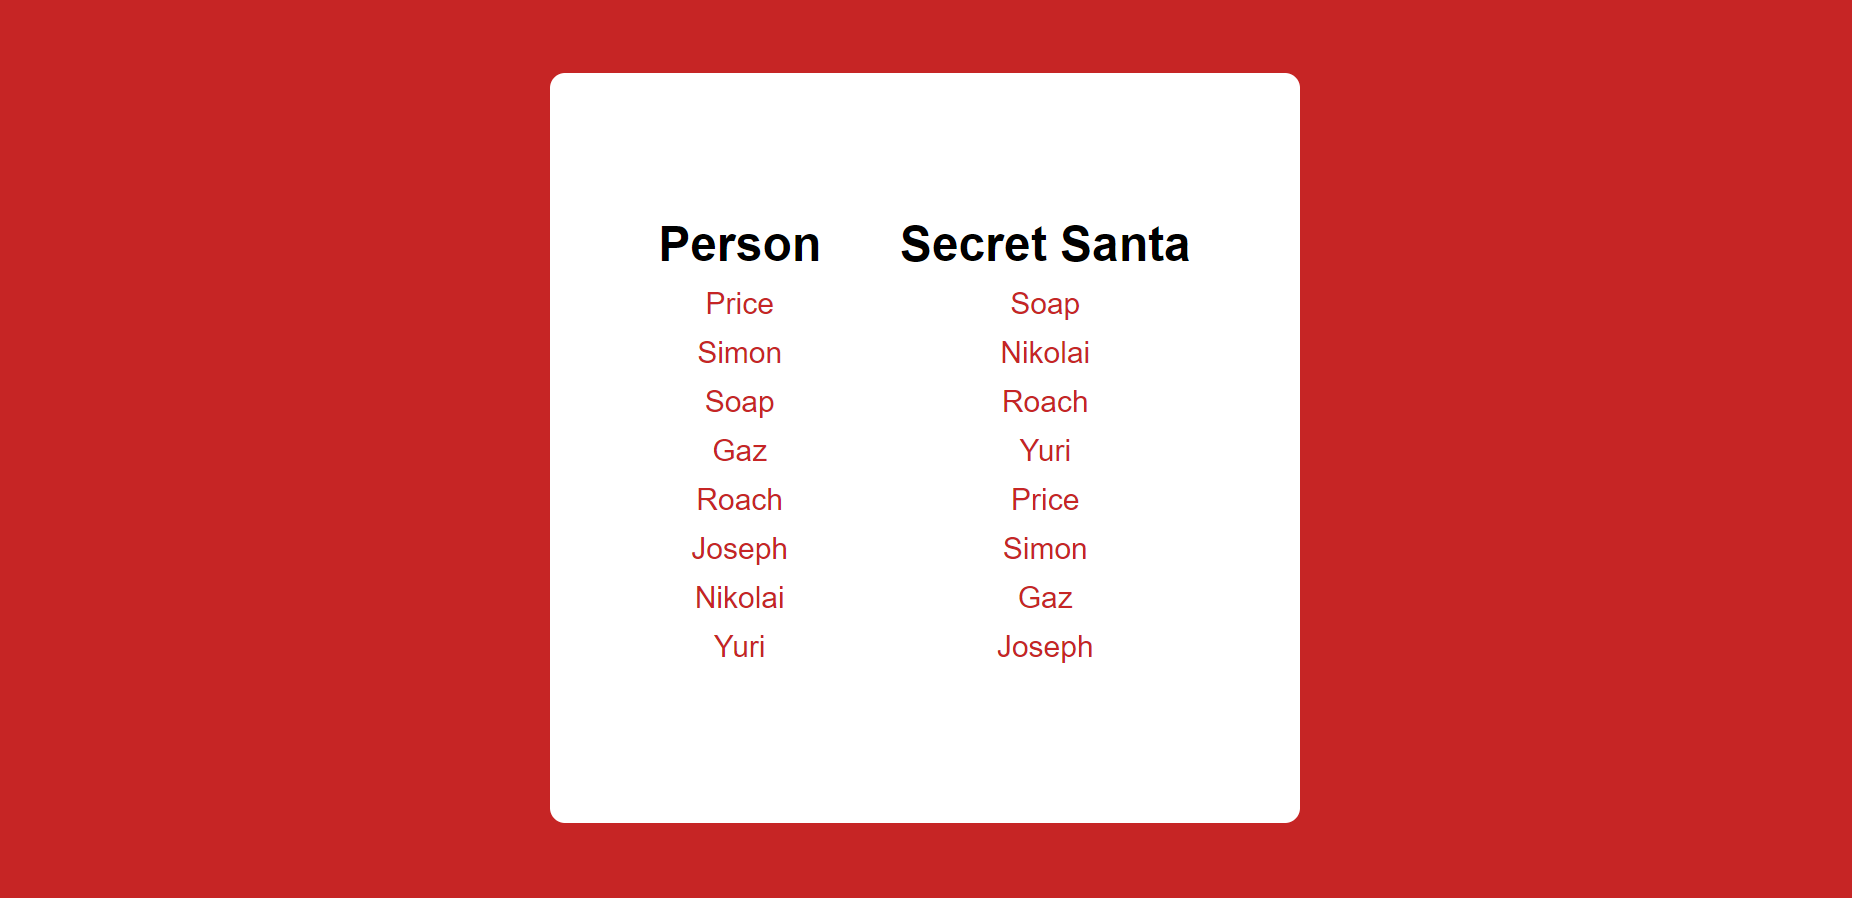 Person Secret Santa
Price Soap
Simon Nikolai
Soap Roach
Gaz Yuri
Roach Price
Joseph Simon
Nikolai Gaz
Yuri Joseph